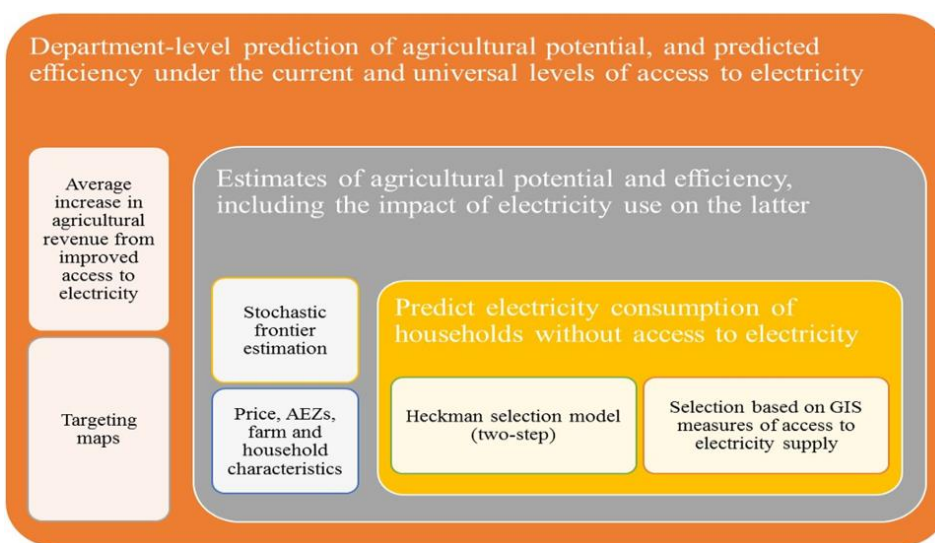 Department-level prediction of agricultural potential, and predicted
efficiency under the current and universal levels of access to electricity
Average
increase in
agricultural
revenue from
improved
access to
electricity
Targeting
maps
Estimates of agricultural potential and efficiency,
including the impact of electricity use on the latter
Stochastic
frontier
estimation
Price, AEZs,
farm and
household
characteristics
Predict electricity consumption of
households without access to electricity
Heckman selection model
(two-step)
Selection based on GIS
measures of access to
electricity supply